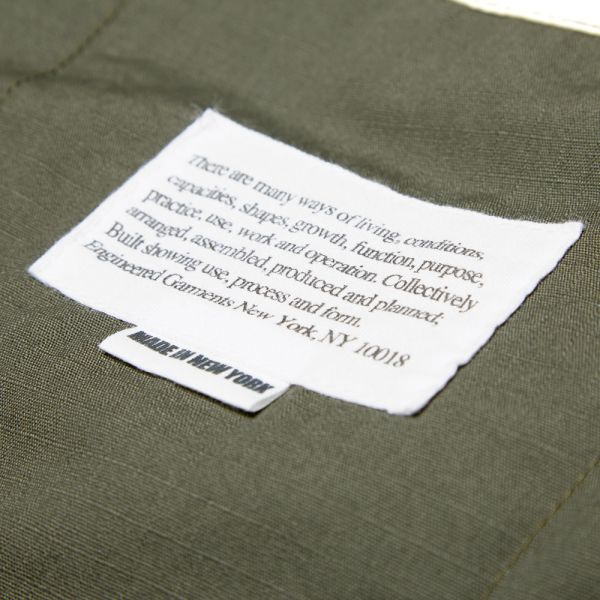 There are many ways of living, conditions,
capacities, shapes, growth, function, purpose,
practice, use, work and operation. Collectively
arranged, assembled, produced and planned;
Built showing use, process and form.
Engineered Garments New York, NY 10018
MADE IN NEW YORK